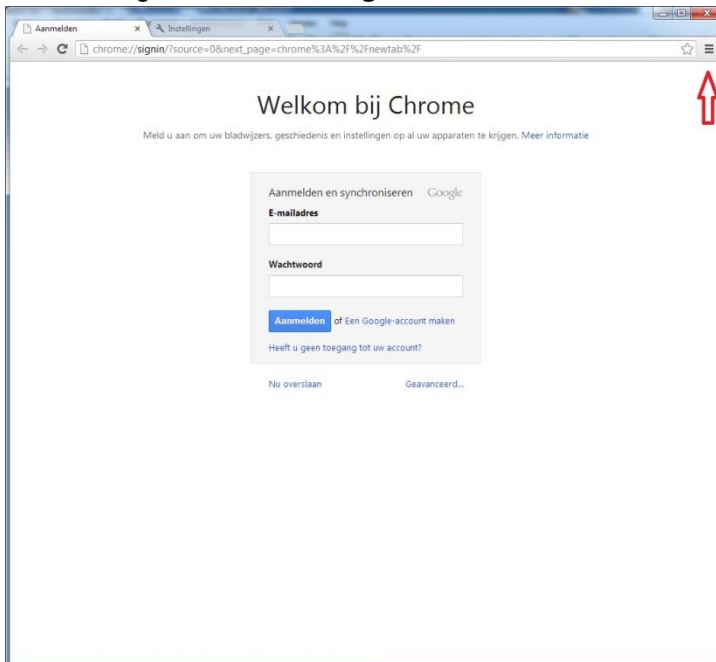 Aanmelden
Instellingen
chrome://signin/?source=0&next_page=chrome%3A%2F%2Fnewtab%2F
Welkom bij Chrome
Meld u aan om uw bladwijzers, geschiedenis en instellingen op al uw apparaten te krijgen. Meer informatie
Aanmelden en synchroniseren Google
E-mailadres
Wachtwoord
Aanmelden of Een Google-account maken
Heeft u geen toegang tot uw account?
Nu overslaan Geavanceerd...